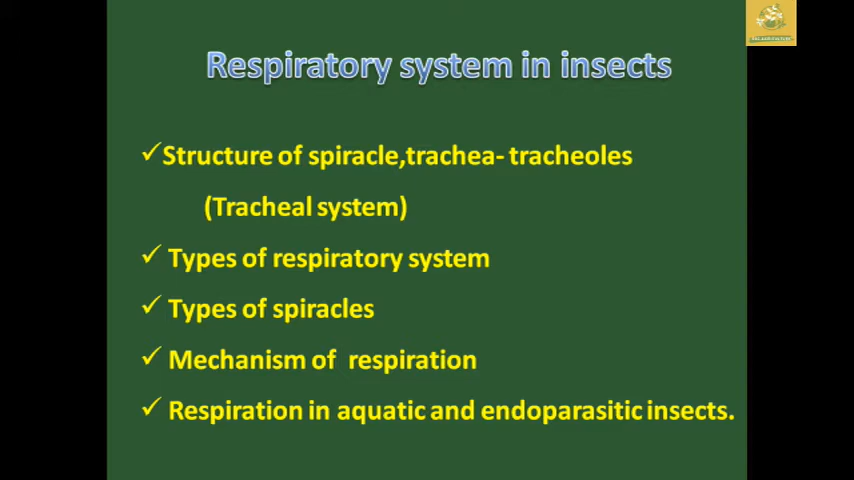 Respiratory system in insects
✓Structure of spiracle,trachea- tracheoles
(Tracheal system)
✓ Types of respiratory system
✓ Types of spiracles
✓ Mechanism of respiration
✓ Respiration in aquatic and endoparasitic insects.